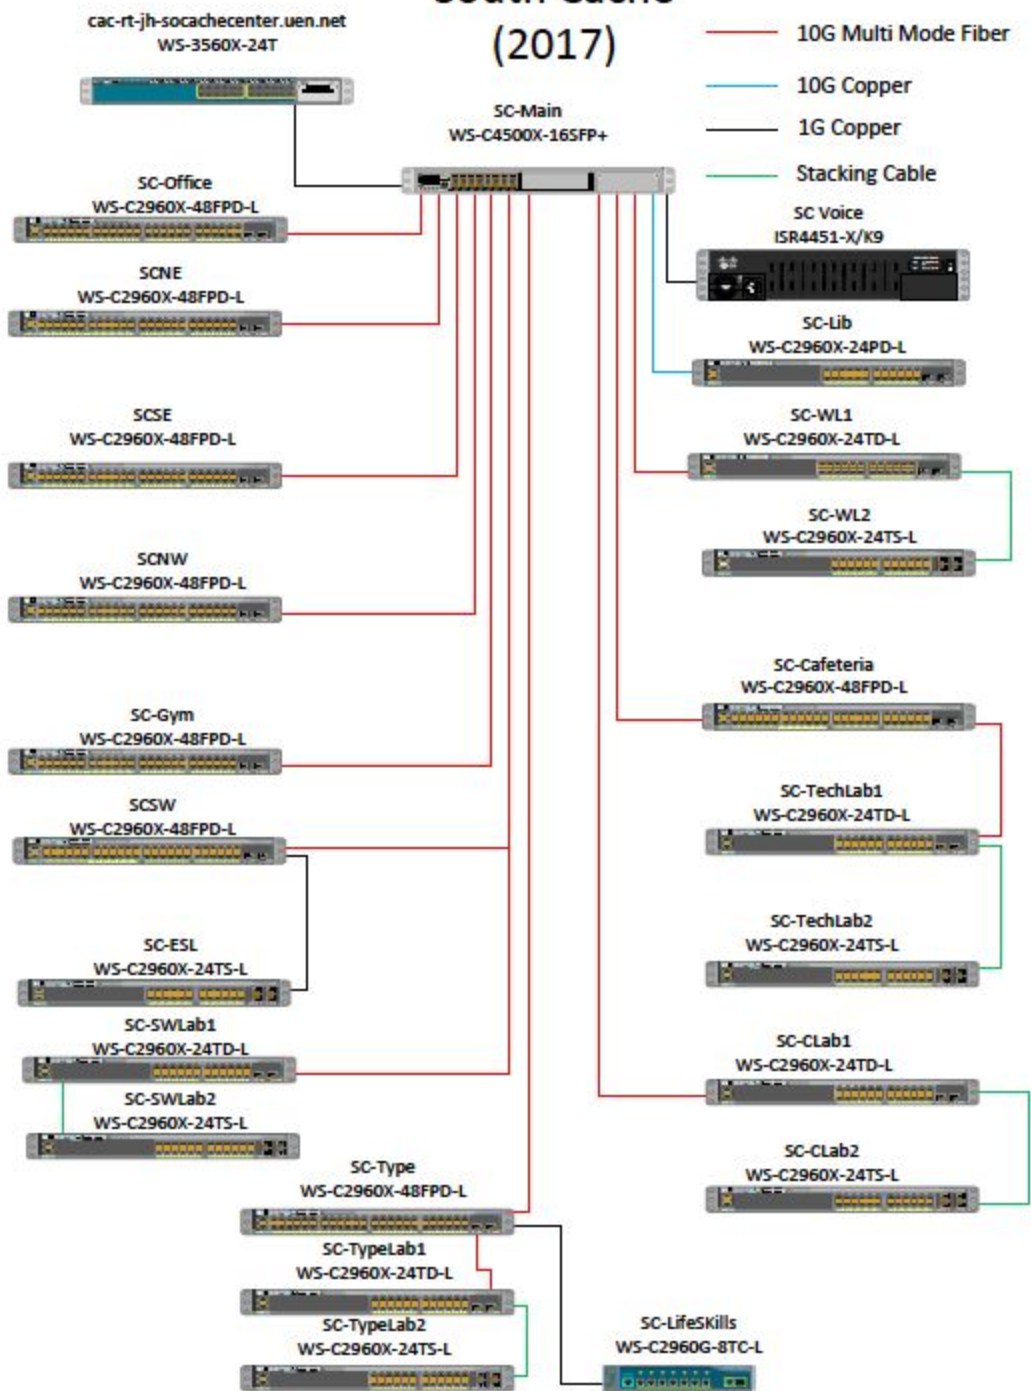 South Cache
(2017)
cac-rt-jh-socachecenter.uen.net
WS-3560X-24T
10G Multi Mode Fiber
10G Copper
1G Copper
Stacking Cable
SC-Main
WS-C4500X-16SFP+
SC-Office
WS-C2960X-48FPD-L
SCNE
WS-C2960X-48FPD-L
SCSE
WS-C2960X-48FPD-L
SCNW
WS-C2960X-48FPD-L
SC-Gym
WS-C2960X-48FPD-L
SCSW
WS-C2960X-48FPD-L
SC-ESL
WS-C2960X-24TS-L
SC-SWLab1
WS-C2960X-24TD-L
SC-SWLab2
WS-C2960X-24TS-L
SC-Type
WS-C2960X-48FPD-L
SC-TypeLab1
WS-C2960X-24TD-L
SC-TypeLab2
WS-C2960X-24TS-L
SC-LifeSKills
WS-C2960G-8TC-L
SC Voice
ISR4451-X/K9
SC-Lib
WS-C2960X-24PD-L
SC-WL1
WS-C2960X-24TD-L
SC-WL2
WS-C2960X-24TS-L
SC-Cafeteria
WS-C2960X-48FPD-L
SC-TechLab1
WS-C2960X-24TD-L
SC-TechLab2
WS-C2960X-24TS-L
SC-CLab1
WS-C2960X-24TD-L
SC-CLab2
WS-C2960X-24TS-L